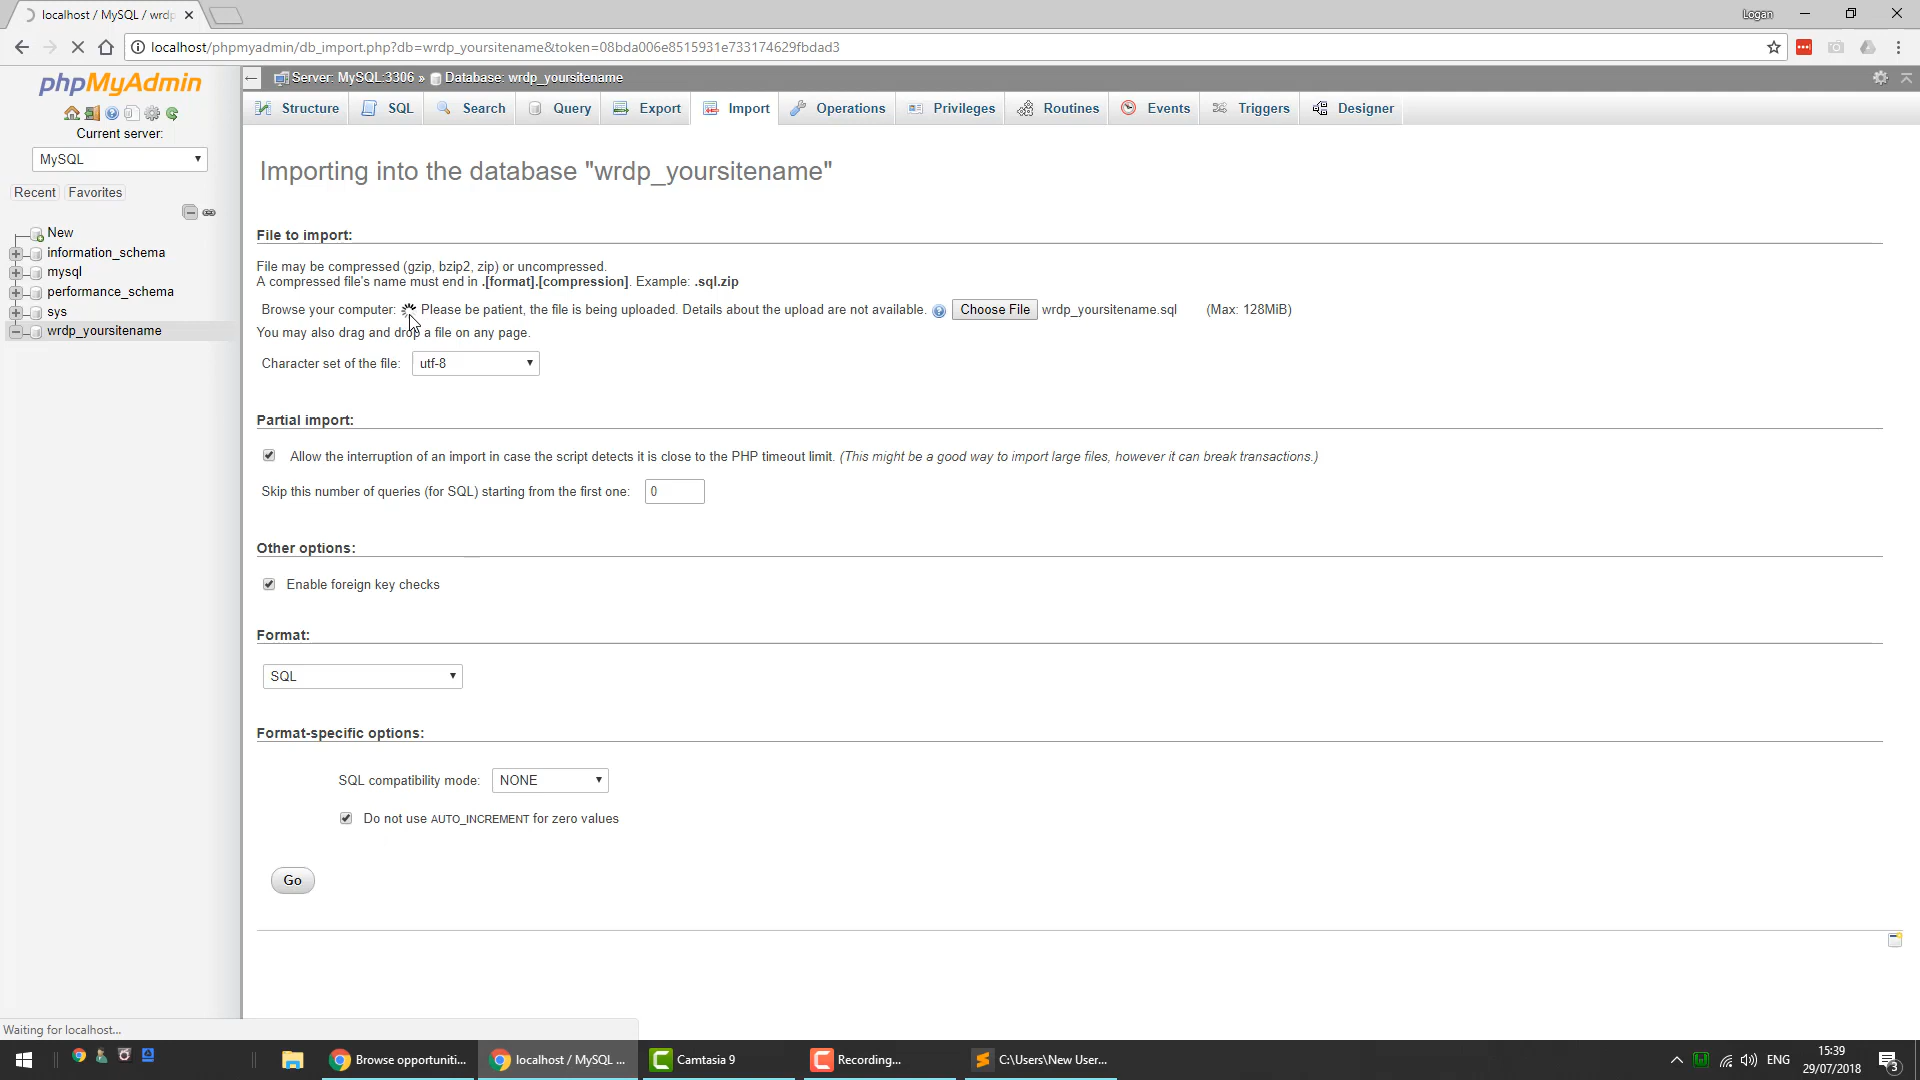 localhost / MySQL / wrdp
Logan
localhost/phpmyadmin/db_import.php?db=wrdp_yoursitename&token=08bda006e8515931e733174629fbdad3
phpMyAdmin
Current server:
MySQL
Recent Favorites
New
information_schema
mysql
performance_schema
sys
wrdp_yoursitename
Server: MySQL:3306 » Database: wrdp_yoursitename
Structure SQL Search Query Export Import Operations Privileges Routines Events Triggers Designer
Importing into the database "wrdp_yoursitename"
File to import:
File may be compressed (gzip, bzip2, zip) or uncompressed.
A compressed file's name must end in .[format].[compression]. Example: .sql.zip
Browse your computer: Please be patient, the file is being uploaded. Details about the upload are not available. Choose File wrdp_yoursitename.sql (Max: 128MiB)
You may also drag and drop a file on any page.
Character set of the file: utf-8
Partial import:
Allow the interruption of an import in case the script detects it is close to the PHP timeout limit. (This might be a good way to import large files, however it can break transactions.)
Skip this number of queries (for SQL) starting from the first one: 0
Other options:
Enable foreign key checks
Format:
SQL
Format-specific options:
SQL compatibility mode: NONE
Do not use AUTO_INCREMENT for zero values
Go
Waiting for localhost...
Browse opportuniti... localhost / MySQL ... Camtasia 9 Recording... C:\Users\New User...
ENG
15:39
29/07/2018
3